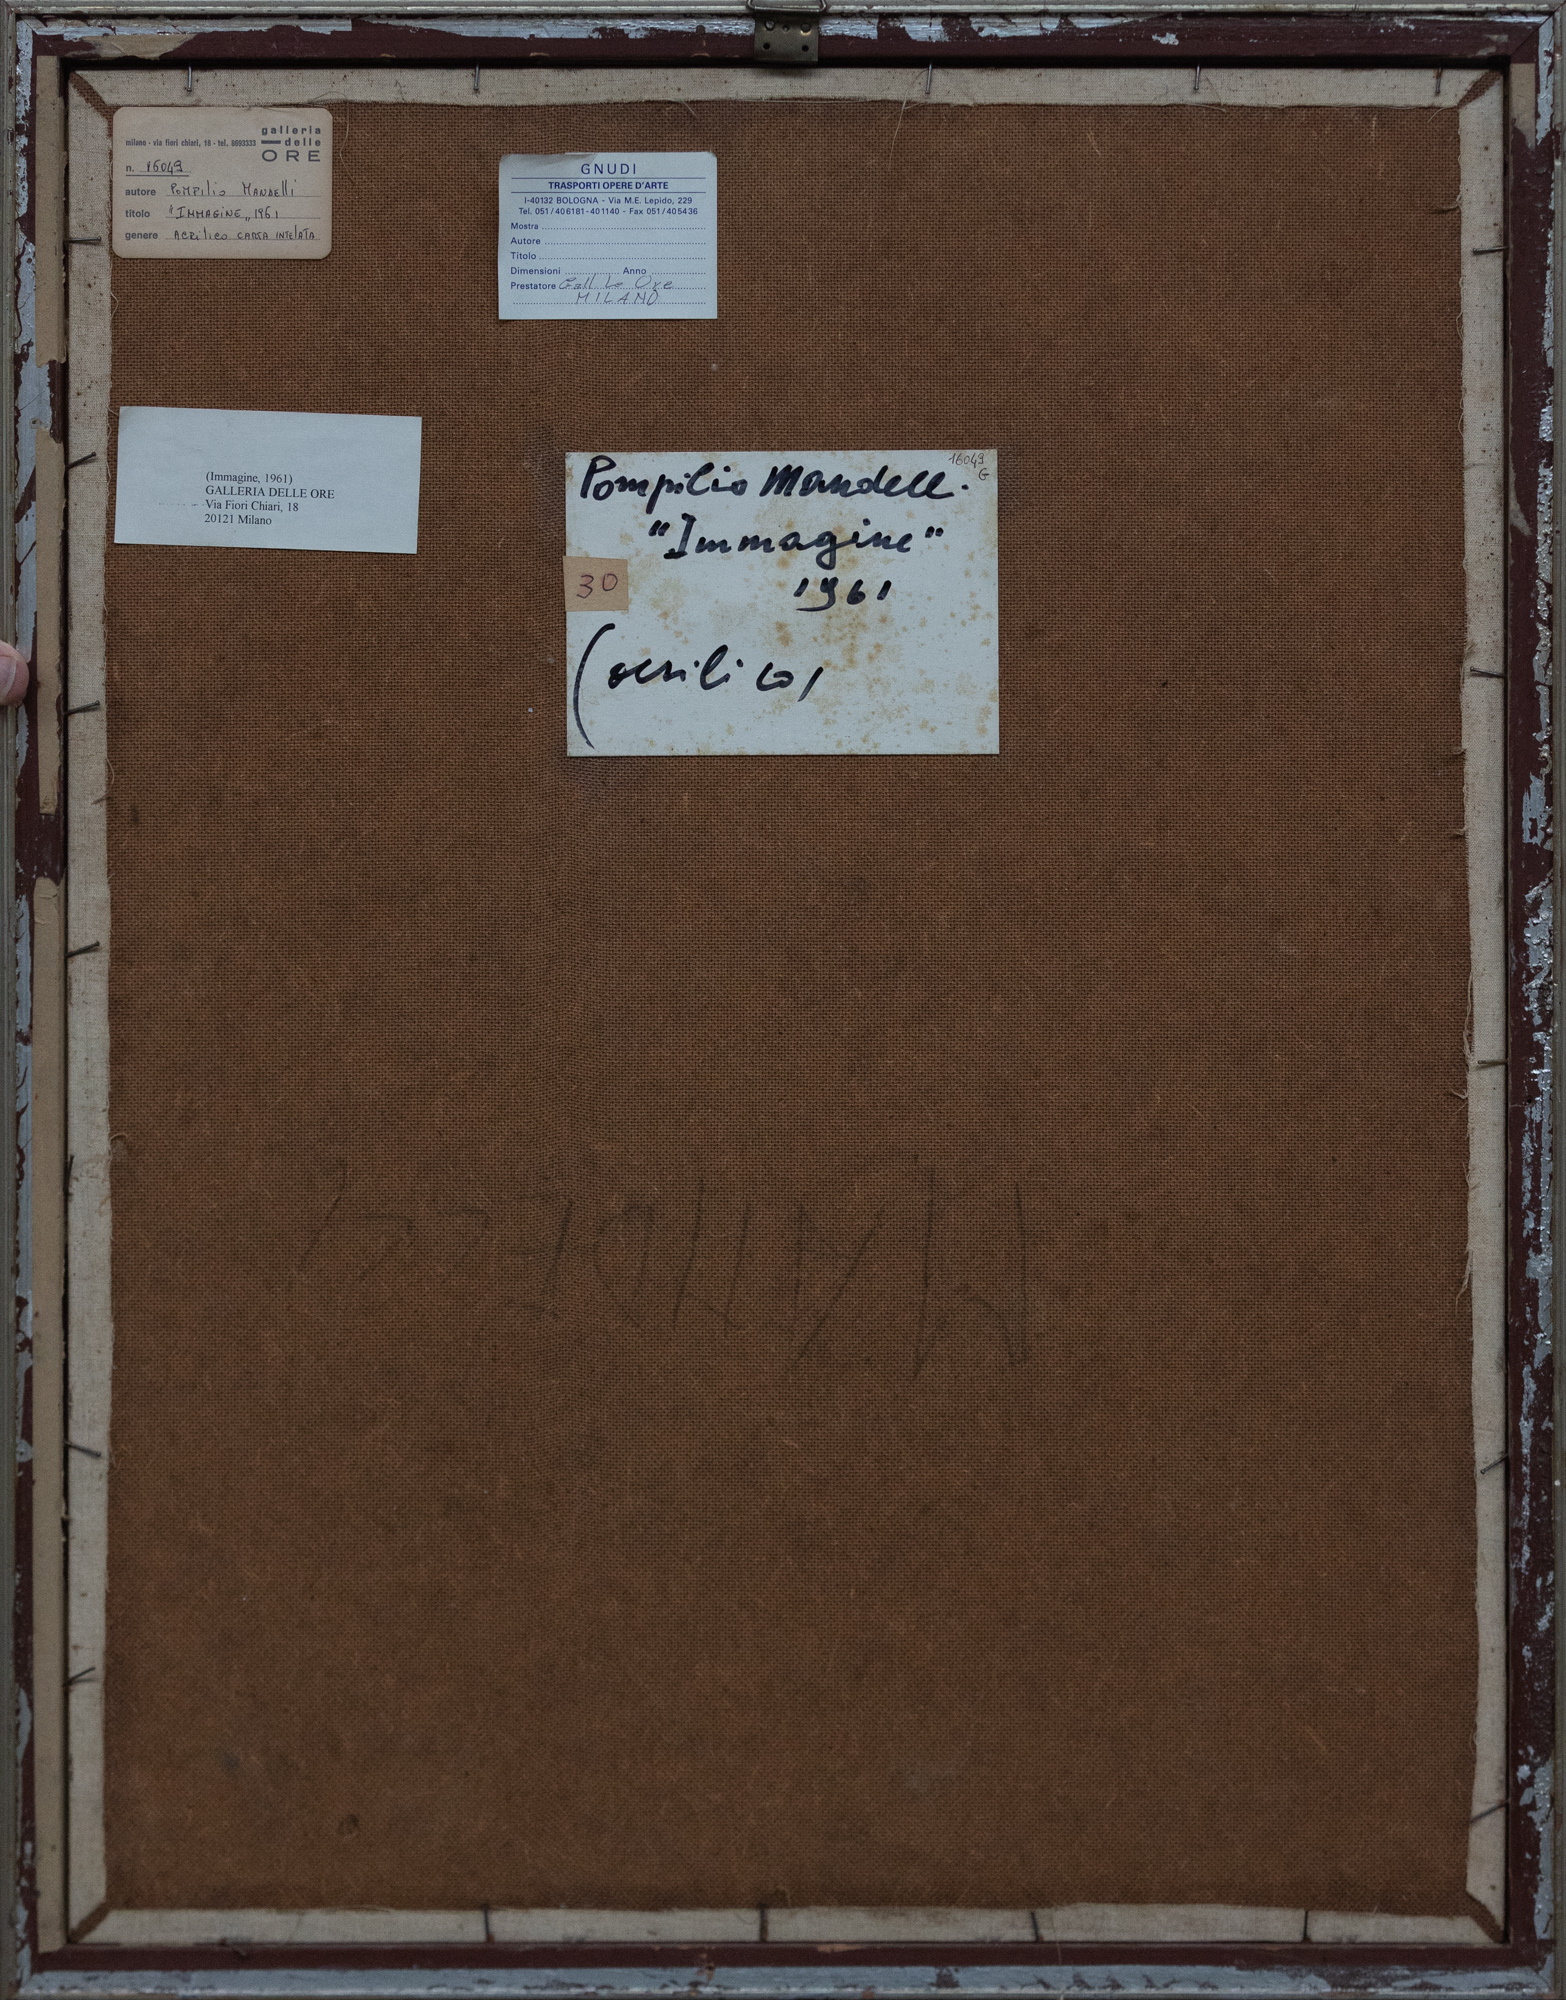 galleria
delle
ORE
milano - via fiori chiari, 18 - tel. 8693333
n. 16049
autore Pompilio Mandelli
titolo "Immagine" 1961
genere Acrilico carta intelata
GNUDI
TRASPORTI OPERE D'ARTE
I-40132 BOLOGNA - Via M.E. Lepido, 229
Tel. 051/406181-401140 - Fax 051/405436
Mostra
Autore
Titolo
Dimensioni Anno
Prestatore Gall Le Ore
MILANO
(Immagine, 1961)
GALLERIA DELLE ORE
Via Fiori Chiari, 18
20121 Milano
16049
G
Pompilio Mandelli
"Immagine"
1961
30
(acrilico)
MANDELLI